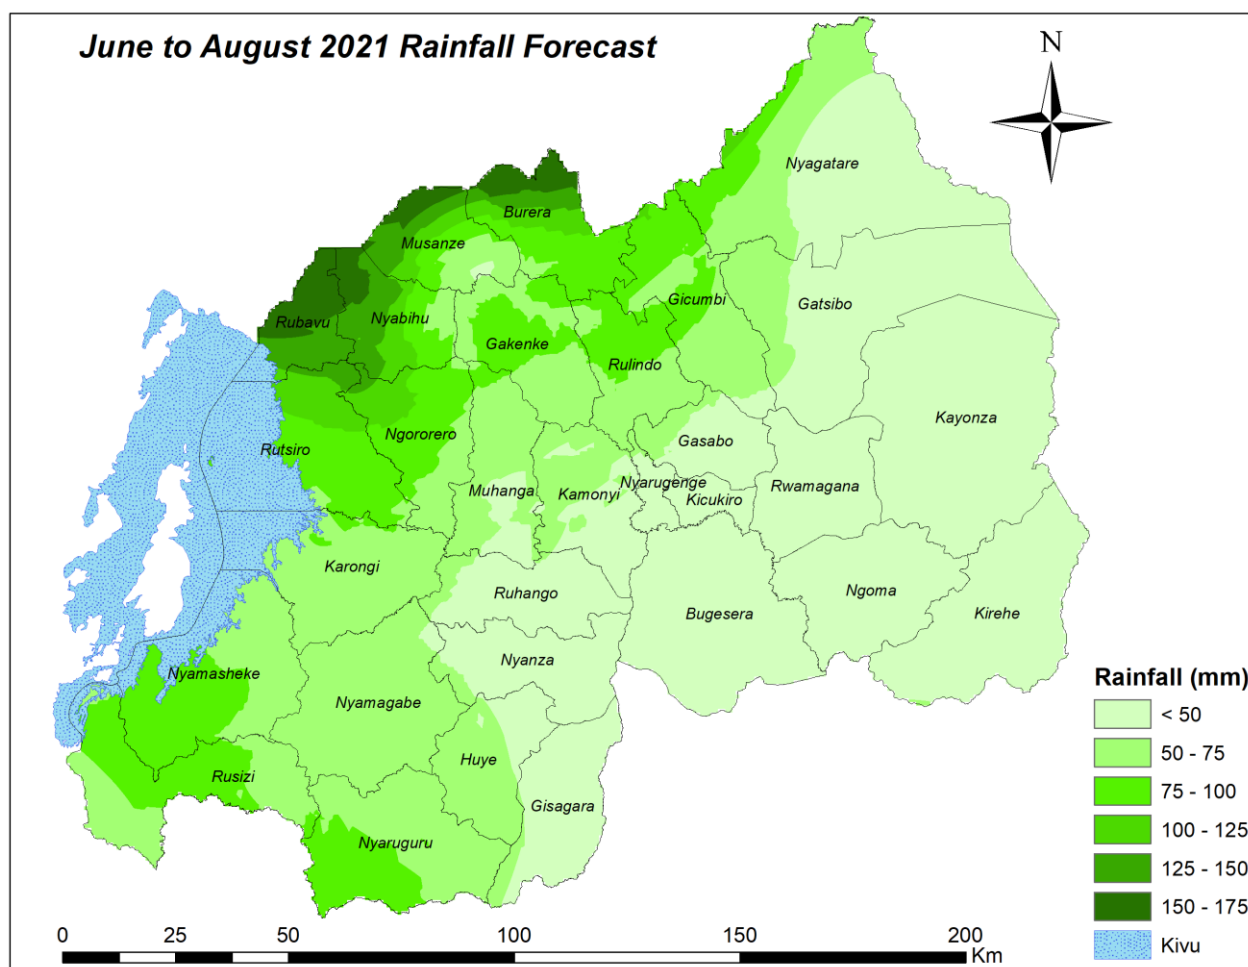 June to August 2021 Rainfall Forecast
N
Nyagatare
Burera
Musanze
Gicumbi
Gatsibo
Rubavu
Nyabihu
Gakenke
Rulindo
Kayonza
Gasabo
Rutsiro
Ngororero
Muhanga
Kamonyi
Nyarugenge
Kicukiro
Rwamagana
Karongi
Ruhango
Bugesera
Ngoma
Kirehe
Nyanza
Nyamasheke
Nyamagabe
Huye
Rusizi
Gisagara
Nyaruguru
Rainfall (mm)
< 50
50 - 75
75 - 100
100 - 125
125 - 150
150 - 175
Kivu
0 25 50 100 150 200
Km